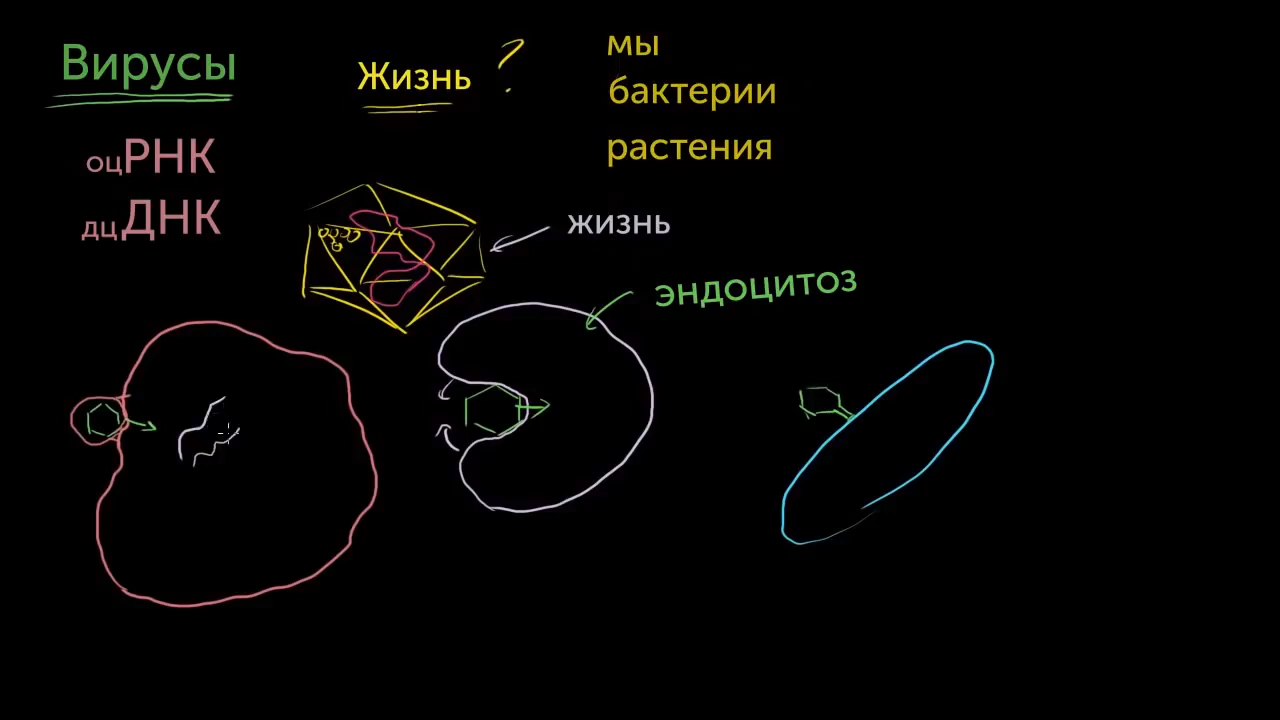 Вирусы
Жизнь ?
мы
бактерии
растения
оцРНК
дцДНК
жизнь
эндоцитоз